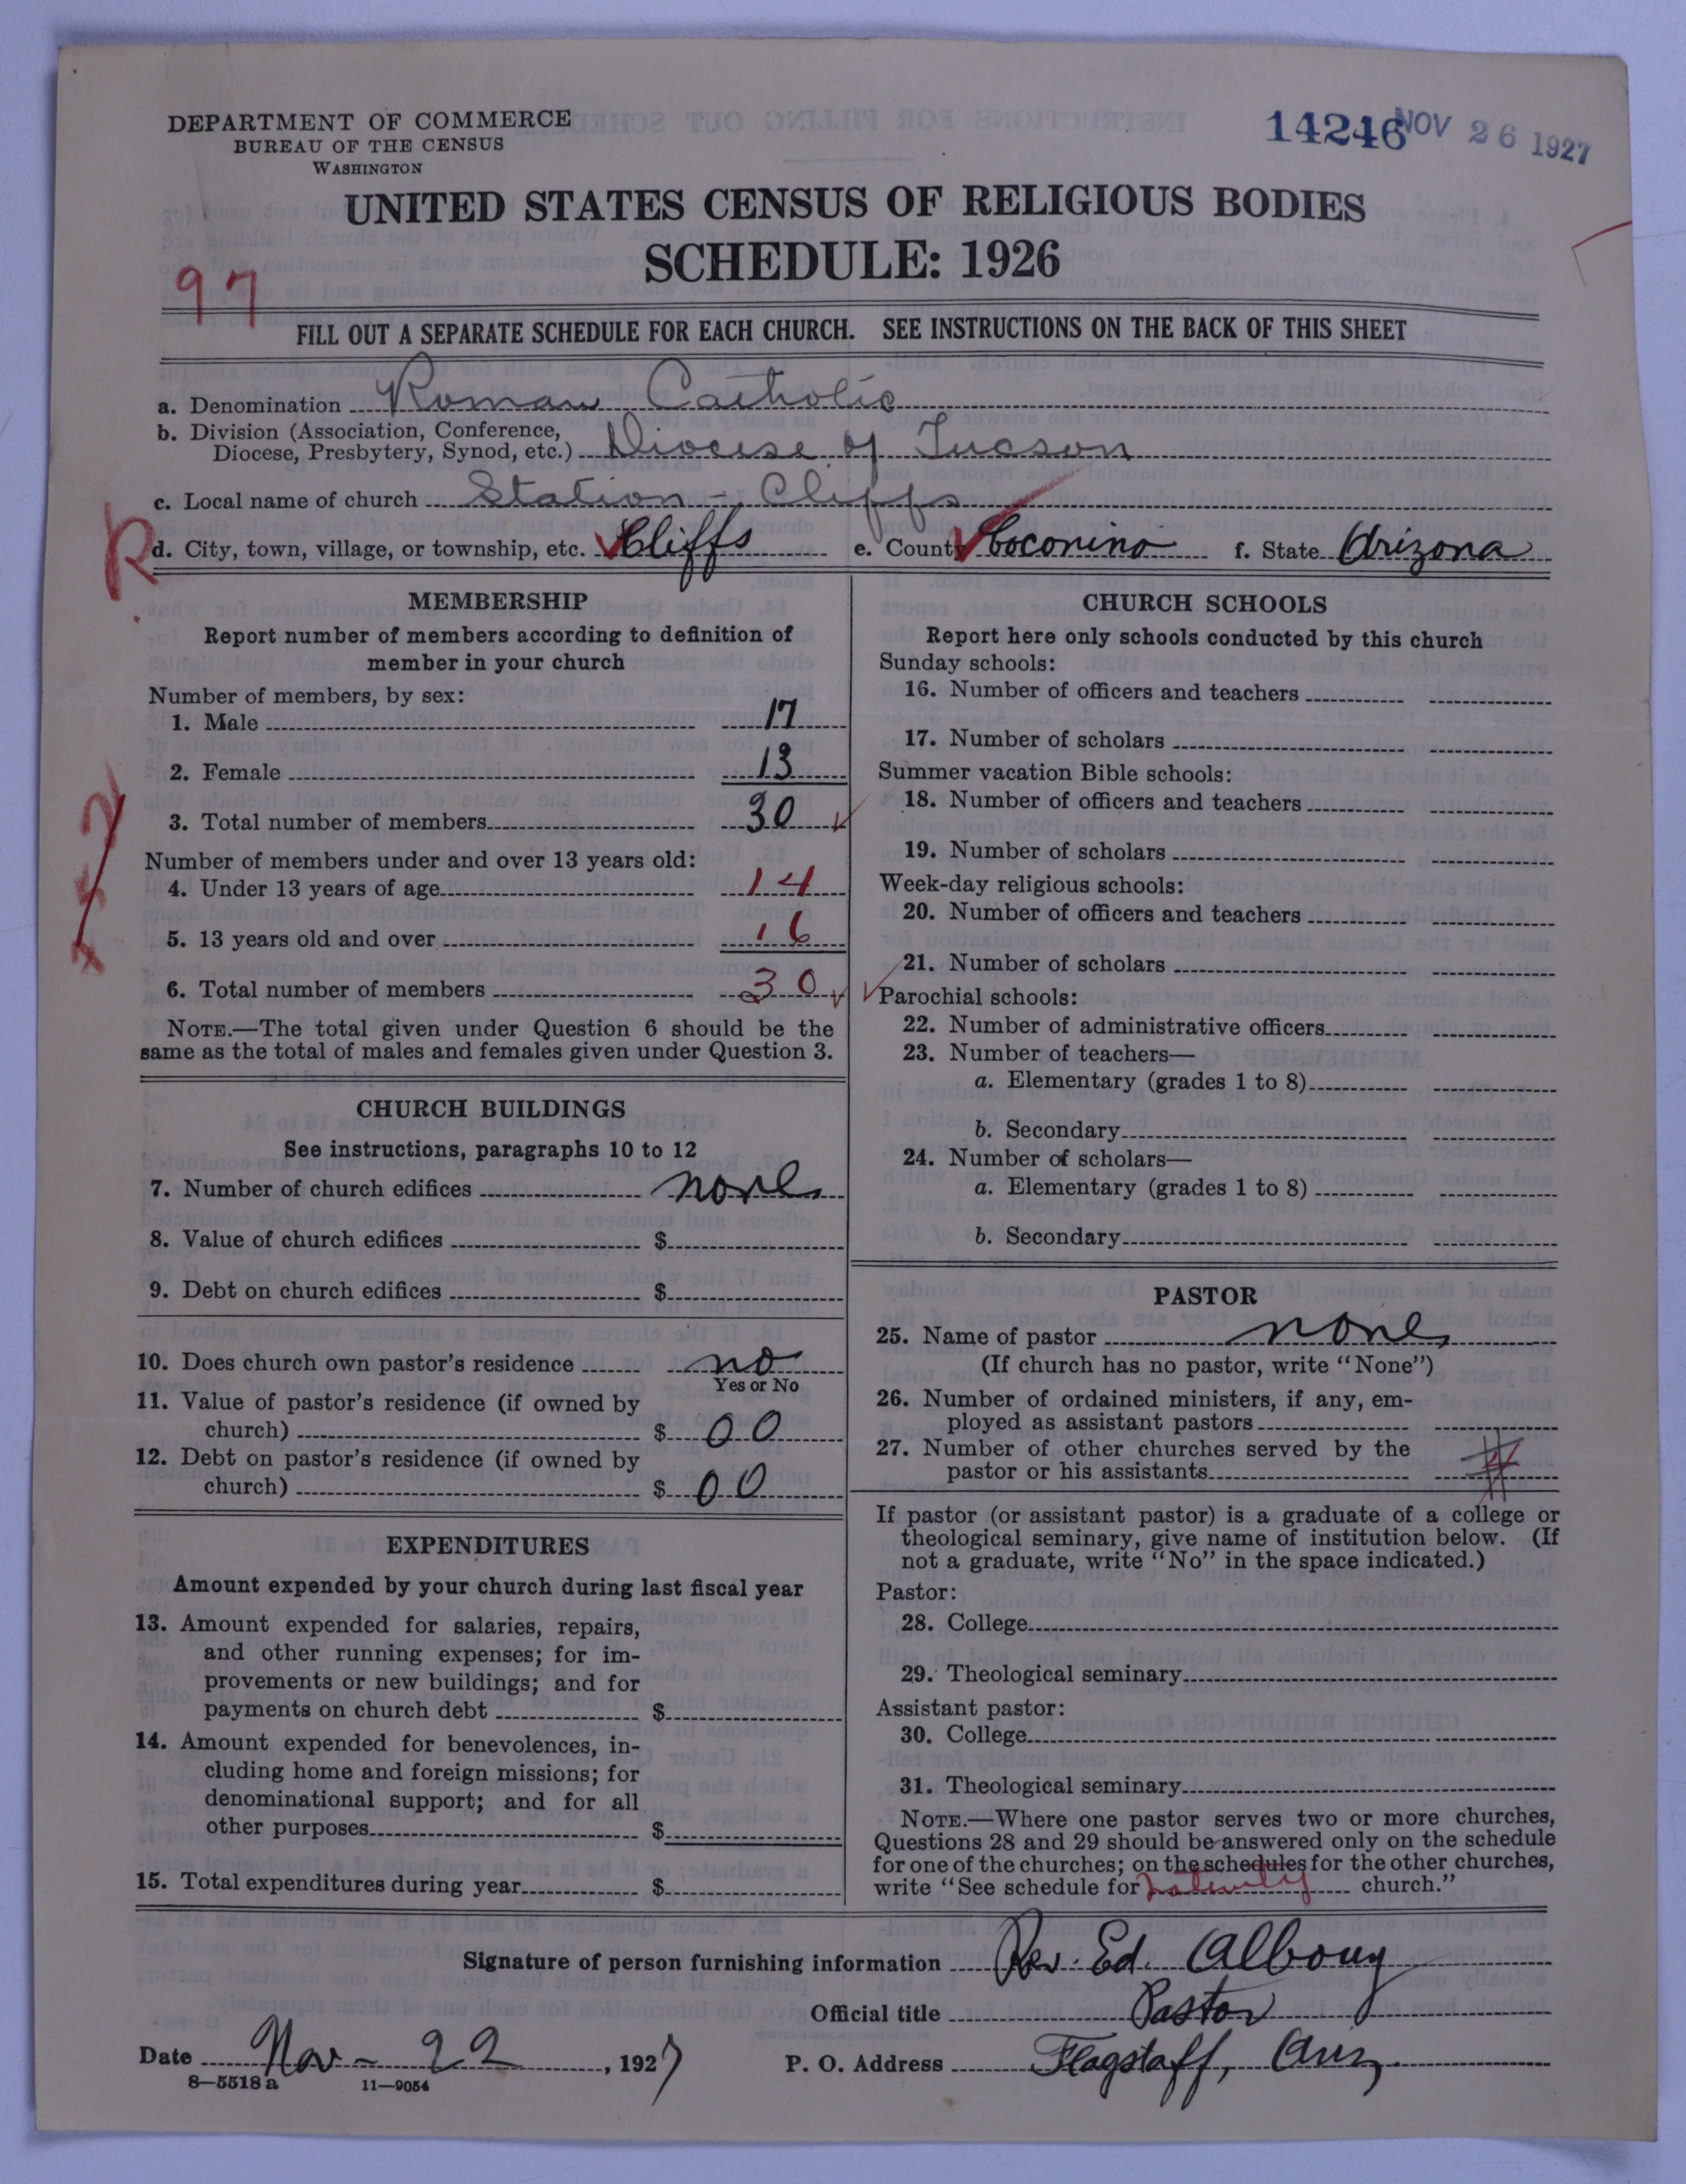 DEPARTMENT OF COMMERCE
BUREAU OF THE CENSUS
WASHINGTON
14246 NOV 26 1927
UNITED STATES CENSUS OF RELIGIOUS BODIES
SCHEDULE: 1926
97
FILL OUT A SEPARATE SCHEDULE FOR EACH CHURCH. SEE INSTRUCTIONS ON THE BACK OF THIS SHEET
a. Denomination Roman Catholic
b. Division (Association, Conference,
Diocese, Presbytery, Synod, etc.) Diocese of Tucson
c. Local name of church Station - Cliffs
R
d. City, town, village, or township, etc. Cliffs e. County Coconino f. State Arizona
MEMBERSHIP
Report number of members according to definition of
member in your church
Number of members, by sex:
1. Male 17
2. Female 13
3. Total number of members 30
Number of members under and over 13 years old:
4. Under 13 years of age 14
5. 13 years old and over 16
6. Total number of members 30
NOTE.—The total given under Question 6 should be the
same as the total of males and females given under Question 3.
CHURCH BUILDINGS
See instructions, paragraphs 10 to 12
7. Number of church edifices none
8. Value of church edifices $
9. Debt on church edifices $
10. Does church own pastor's residence no
Yes or No
11. Value of pastor's residence (if owned by
church) $ 00
12. Debt on pastor's residence (if owned by
church) $ 00
EXPENDITURES
Amount expended by your church during last fiscal year
13. Amount expended for salaries, repairs,
and other running expenses; for im-
provements or new buildings; and for
payments on church debt $
14. Amount expended for benevolences, in-
cluding home and foreign missions; for
denominational support; and for all
other purposes $
15. Total expenditures during year $
CHURCH SCHOOLS
Report here only schools conducted by this church
Sunday schools:
16. Number of officers and teachers
17. Number of scholars
Summer vacation Bible schools:
18. Number of officers and teachers
19. Number of scholars
Week-day religious schools:
20. Number of officers and teachers
21. Number of scholars
Parochial schools:
22. Number of administrative officers
23. Number of teachers—
a. Elementary (grades 1 to 8)
b. Secondary
24. Number of scholars—
a. Elementary (grades 1 to 8)
b. Secondary
PASTOR
25. Name of pastor none
(If church has no pastor, write "None")
26. Number of ordained ministers, if any, em-
ployed as assistant pastors
27. Number of other churches served by the
pastor or his assistants
If pastor (or assistant pastor) is a graduate of a college or
theological seminary, give name of institution below. (If
not a graduate, write "No" in the space indicated.)
Pastor:
28. College
29. Theological seminary
Assistant pastor:
30. College
31. Theological seminary
NOTE.—Where one pastor serves two or more churches,
Questions 28 and 29 should be answered only on the schedule
for one of the churches; on the schedules for the other churches,
write "See schedule for Nativity church."
Signature of person furnishing information Rev. Ed. Albouy
Official title Pastor
Date Nov - 22, 1927 P. O. Address Flagstaff, Ariz.
8—5518 a 11—9054